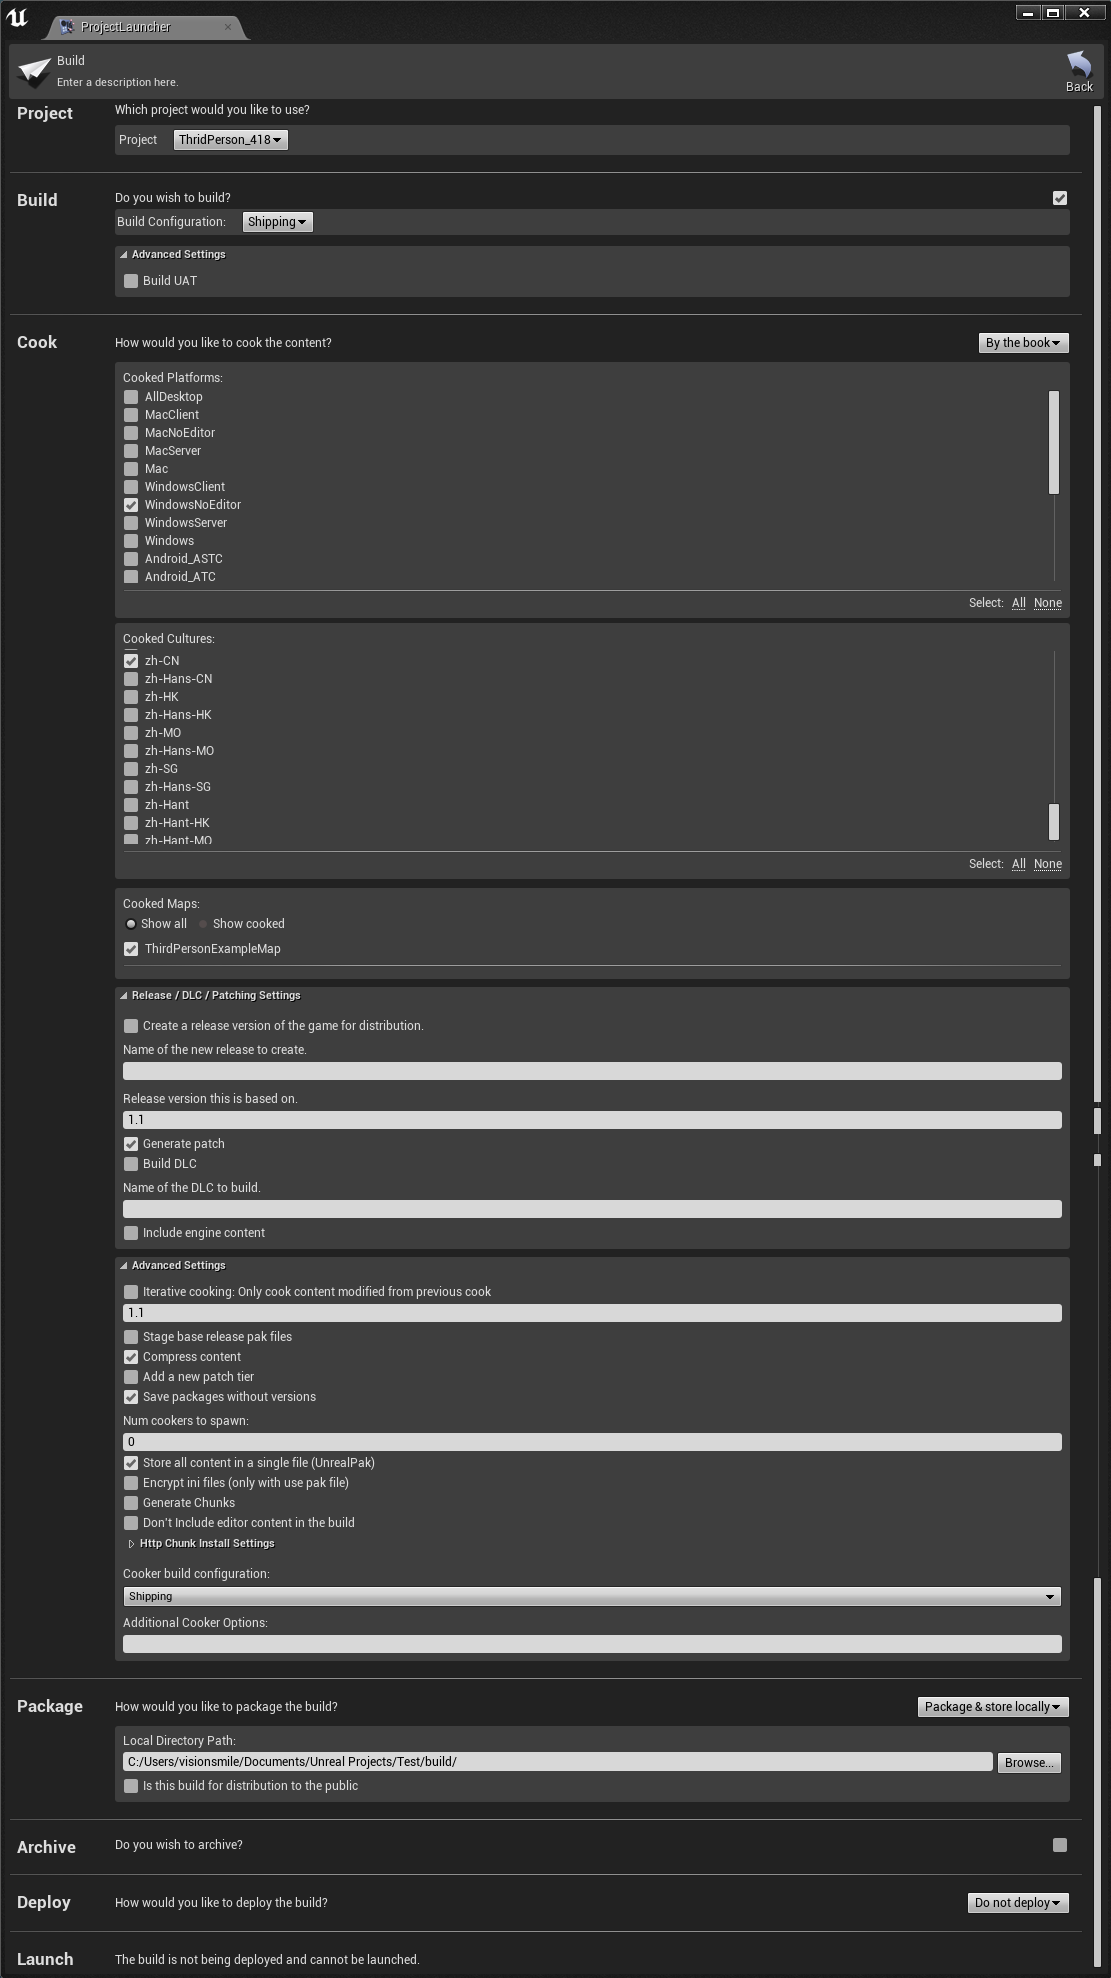 ProjectLauncher
Build
Enter a description here.
Back
Project
Which project would you like to use?
Project ThridPerson_418
Build
Do you wish to build?
Build Configuration: Shipping
Advanced Settings
Build UAT
Cook
How would you like to cook the content?
By the book
Cooked Platforms:
AllDesktop
MacClient
MacNoEditor
MacServer
Mac
WindowsClient
WindowsNoEditor
WindowsServer
Windows
Android_ASTC
Android_ATC
Select: All None
Cooked Cultures:
zh-CN
zh-Hans-CN
zh-HK
zh-Hans-HK
zh-MO
zh-Hans-MO
zh-SG
zh-Hans-SG
zh-Hant
zh-Hant-HK
zh-Hant-MO
Select: All None
Cooked Maps:
Show all Show cooked
ThirdPersonExampleMap
Release / DLC / Patching Settings
Create a release version of the game for distribution.
Name of the new release to create.
Release version this is based on.
1.1
Generate patch
Build DLC
Name of the DLC to build.
Include engine content
Advanced Settings
Iterative cooking: Only cook content modified from previous cook
1.1
Stage base release pak files
Compress content
Add a new patch tier
Save packages without versions
Num cookers to spawn:
0
Store all content in a single file (UnrealPak)
Encrypt ini files (only with use pak file)
Generate Chunks
Don't Include editor content in the build
Http Chunk Install Settings
Cooker build configuration:
Shipping
Additional Cooker Options:
Package
How would you like to package the build?
Package & store locally
Local Directory Path:
C:/Users/visionsmile/Documents/Unreal Projects/Test/build/
Browse...
Is this build for distribution to the public
Archive
Do you wish to archive?
Deploy
How would you like to deploy the build?
Do not deploy
Launch
The build is not being deployed and cannot be launched.